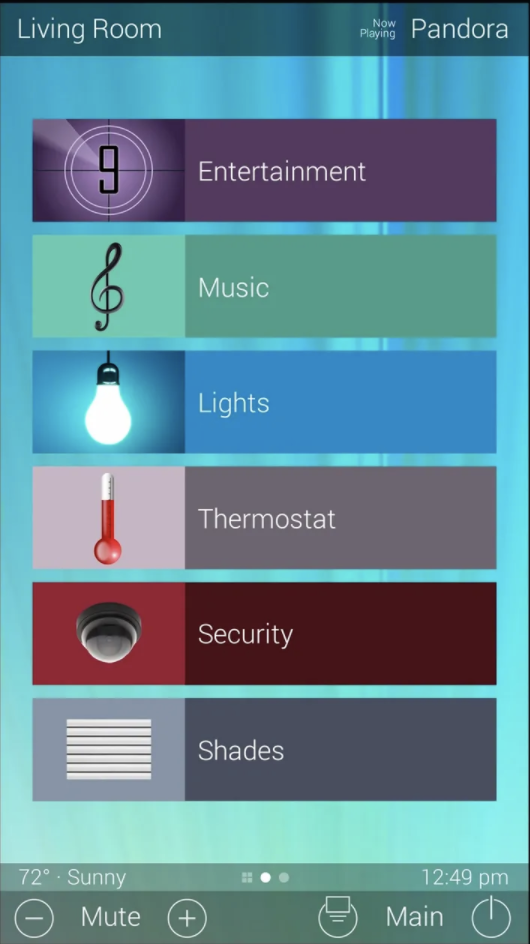 Living Room
Now
Playing
Pandora
9
Entertainment
Music
Lights
Thermostat
Security
Shades
72° · Sunny
12:49 pm
Mute
Main